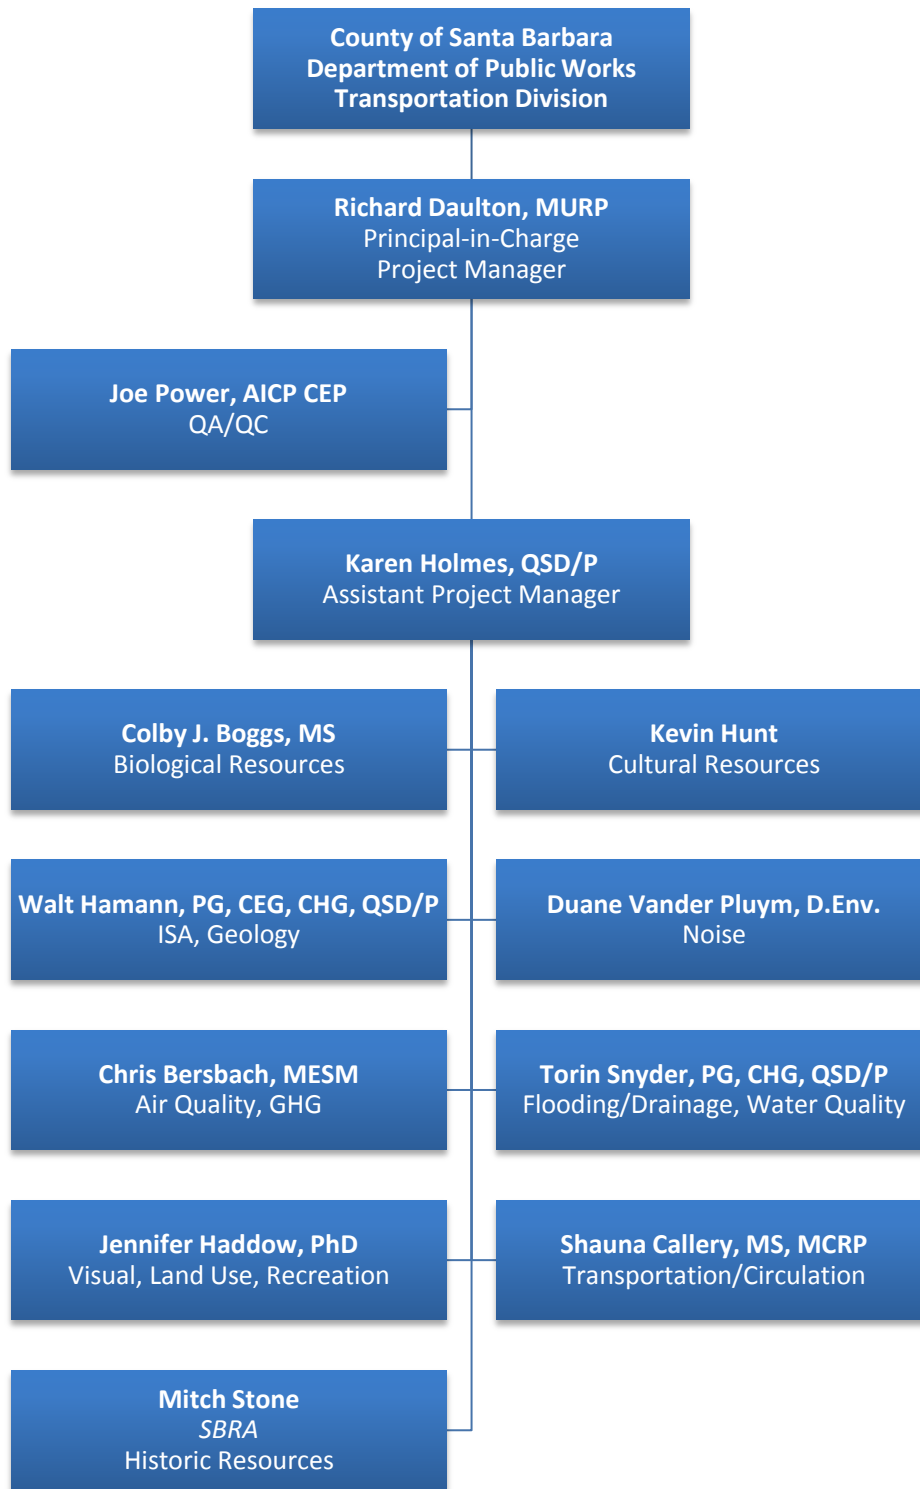 County of Santa Barbara
Department of Public Works
Transportation Division
Richard Daulton, MURP
Principal-in-Charge
Project Manager
Joe Power, AICP CEP
QA/QC
Karen Holmes, QSD/P
Assistant Project Manager
Colby J. Boggs, MS
Biological Resources
Kevin Hunt
Cultural Resources
Walt Hamann, PG, CEG, CHG, QSD/P
ISA, Geology
Duane Vander Pluym, D.Env.
Noise
Chris Bersbach, MESM
Air Quality, GHG
Torin Snyder, PG, CHG, QSD/P
Flooding/Drainage, Water Quality
Jennifer Haddow, PhD
Visual, Land Use, Recreation
Shauna Callery, MS, MCRP
Transportation/Circulation
Mitch Stone
SBRA
Historic Resources